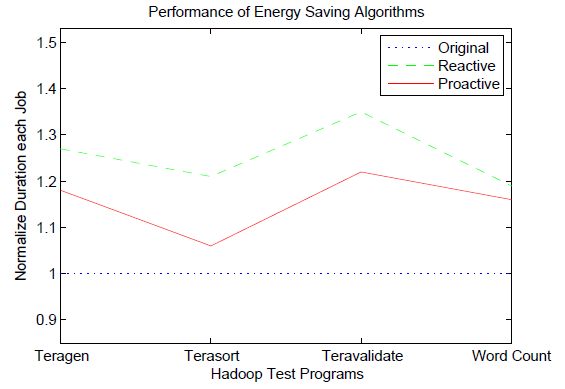 Performance of Energy Saving Algorithms
Original
Reactive
Proactive
1.5
1.4
1.3
1.2
1.1
1
0.9
Normalize Duration each Job
Teragen Terasort Teravalidate Word Count
Hadoop Test Programs